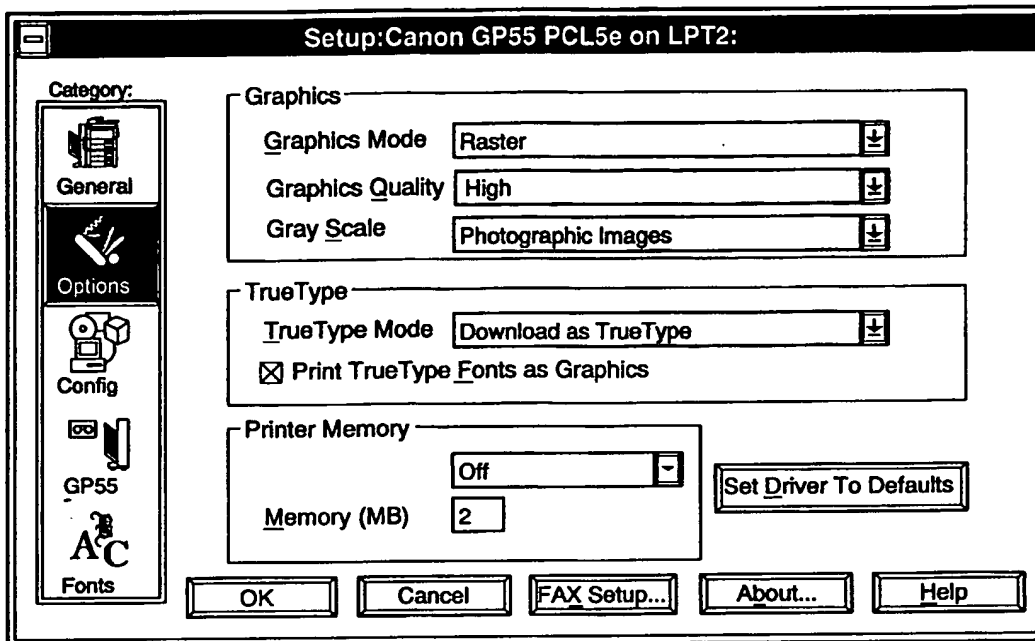 Setup:Canon GP55 PCL5e on LPT2:
Category:
General
Options
Config
GP55
Fonts
Graphics
Graphics Mode Raster
Graphics Quality High
Gray Scale Photographic Images
TrueType
TrueType Mode Download as TrueType
Print TrueType Fonts as Graphics
Printer Memory
Off
Memory (MB) 2
Set Driver To Defaults
OK Cancel FAX Setup... About... Help